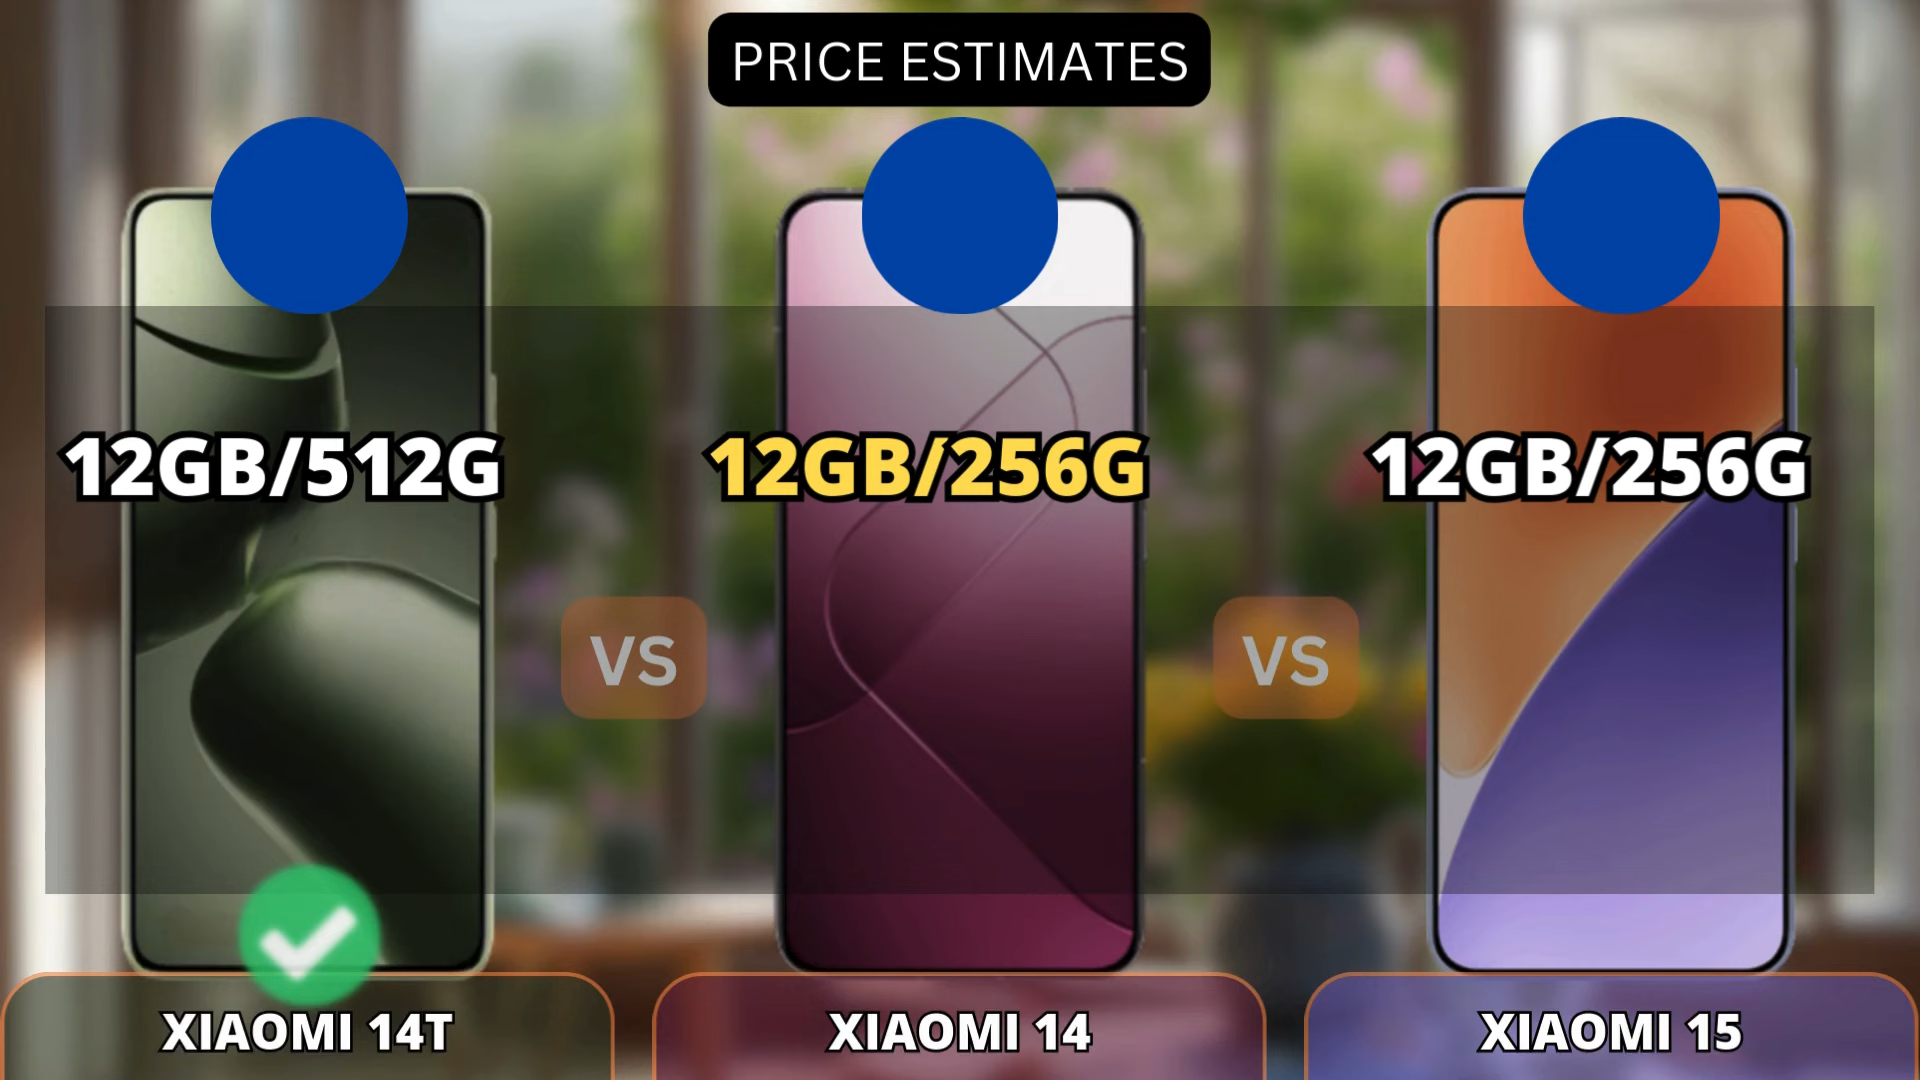 PRICE ESTIMATES
12GB/512G
12GB/256G
12GB/256G
VS
VS
XIAOMI 14T
XIAOMI 14
XIAOMI 15